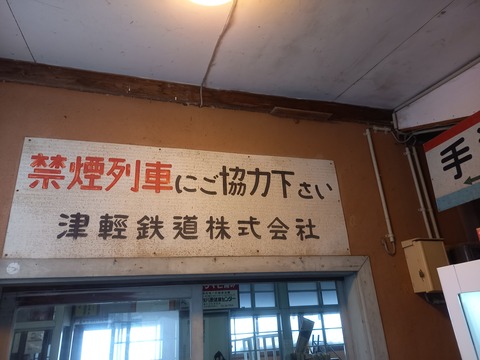 禁煙列車にご協力下さい
津輕鉄道株式会社
手